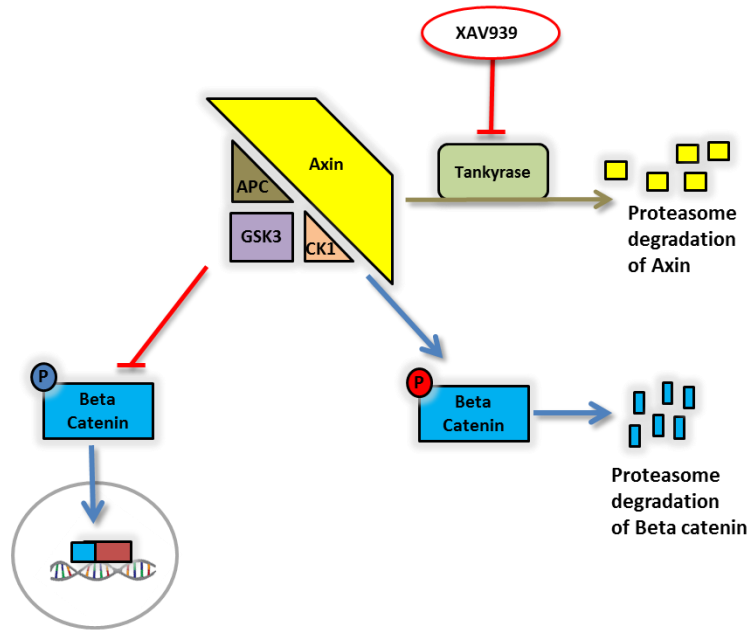 XAV939
Axin
Tankyrase
APC
GSK3
CK1
Proteasome
degradation
of Axin
P
Beta
Catenin
P
Beta
Catenin
Proteasome
degradation
of Beta catenin